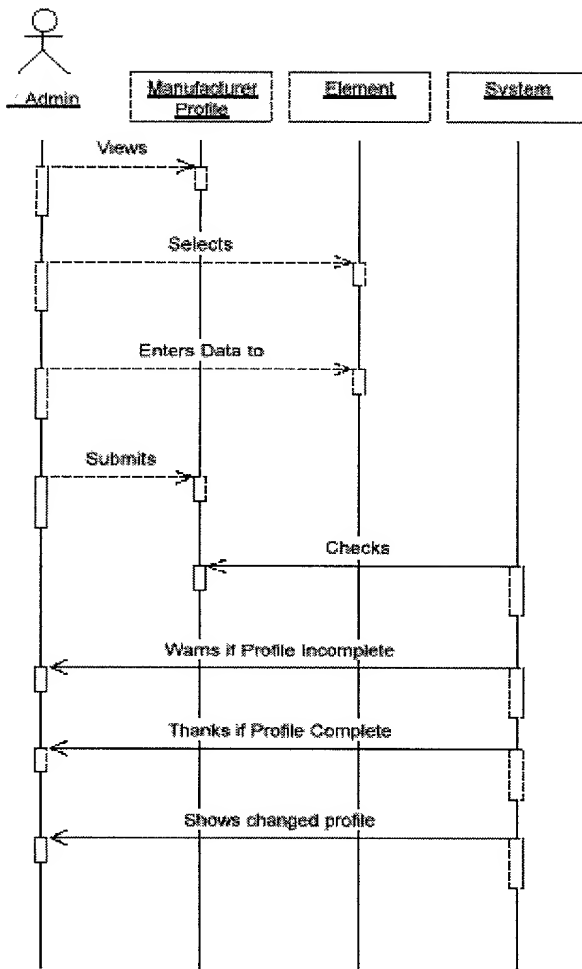 Admin
Manufacturer
Profile
Element
System
Views
Selects
Enters Data to
Submits
Checks
Warns if Profile Incomplete
Thanks if Profile Complete
Shows changed profile